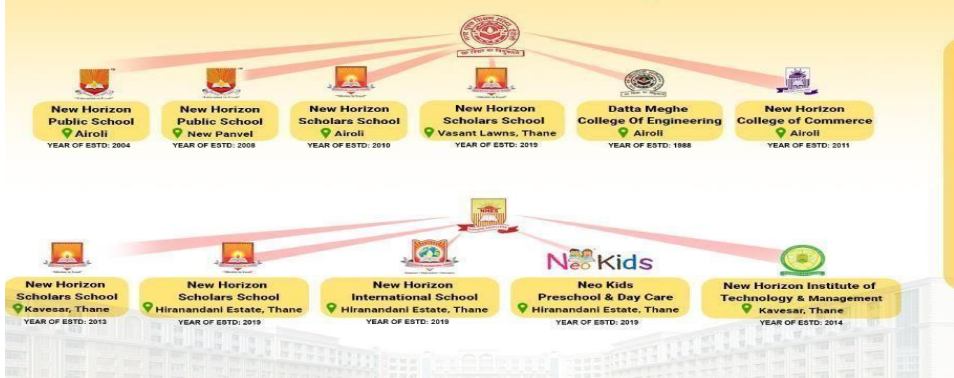 New Horizon
Public School
Airoli
YEAR OF ESTD: 2004
New Horizon
Public School
New Panvel
YEAR OF ESTD: 2008
New Horizon
Scholars School
Airoli
YEAR OF ESTD: 2010
New Horizon
Scholars School
Vasant Lawns, Thane
YEAR OF ESTD: 2019
Datta Meghe
College Of Engineering
Airoli
YEAR OF ESTD: 1988
New Horizon
College of Commerce
Airoli
YEAR OF ESTD: 2011
New Horizon
Scholars School
Kavesar, Thane
YEAR OF ESTD: 2013
New Horizon
Scholars School
Hiranandani Estate, Thane
YEAR OF ESTD: 2019
New Horizon
International School
Hiranandani Estate, Thane
YEAR OF ESTD: 2019
Neo Kids
Neo Kids
Preschool & Day Care
Hiranandani Estate, Thane
YEAR OF ESTD: 2019
New Horizon Institute of
Technology & Management
Kavesar, Thane
YEAR OF ESTD: 2014